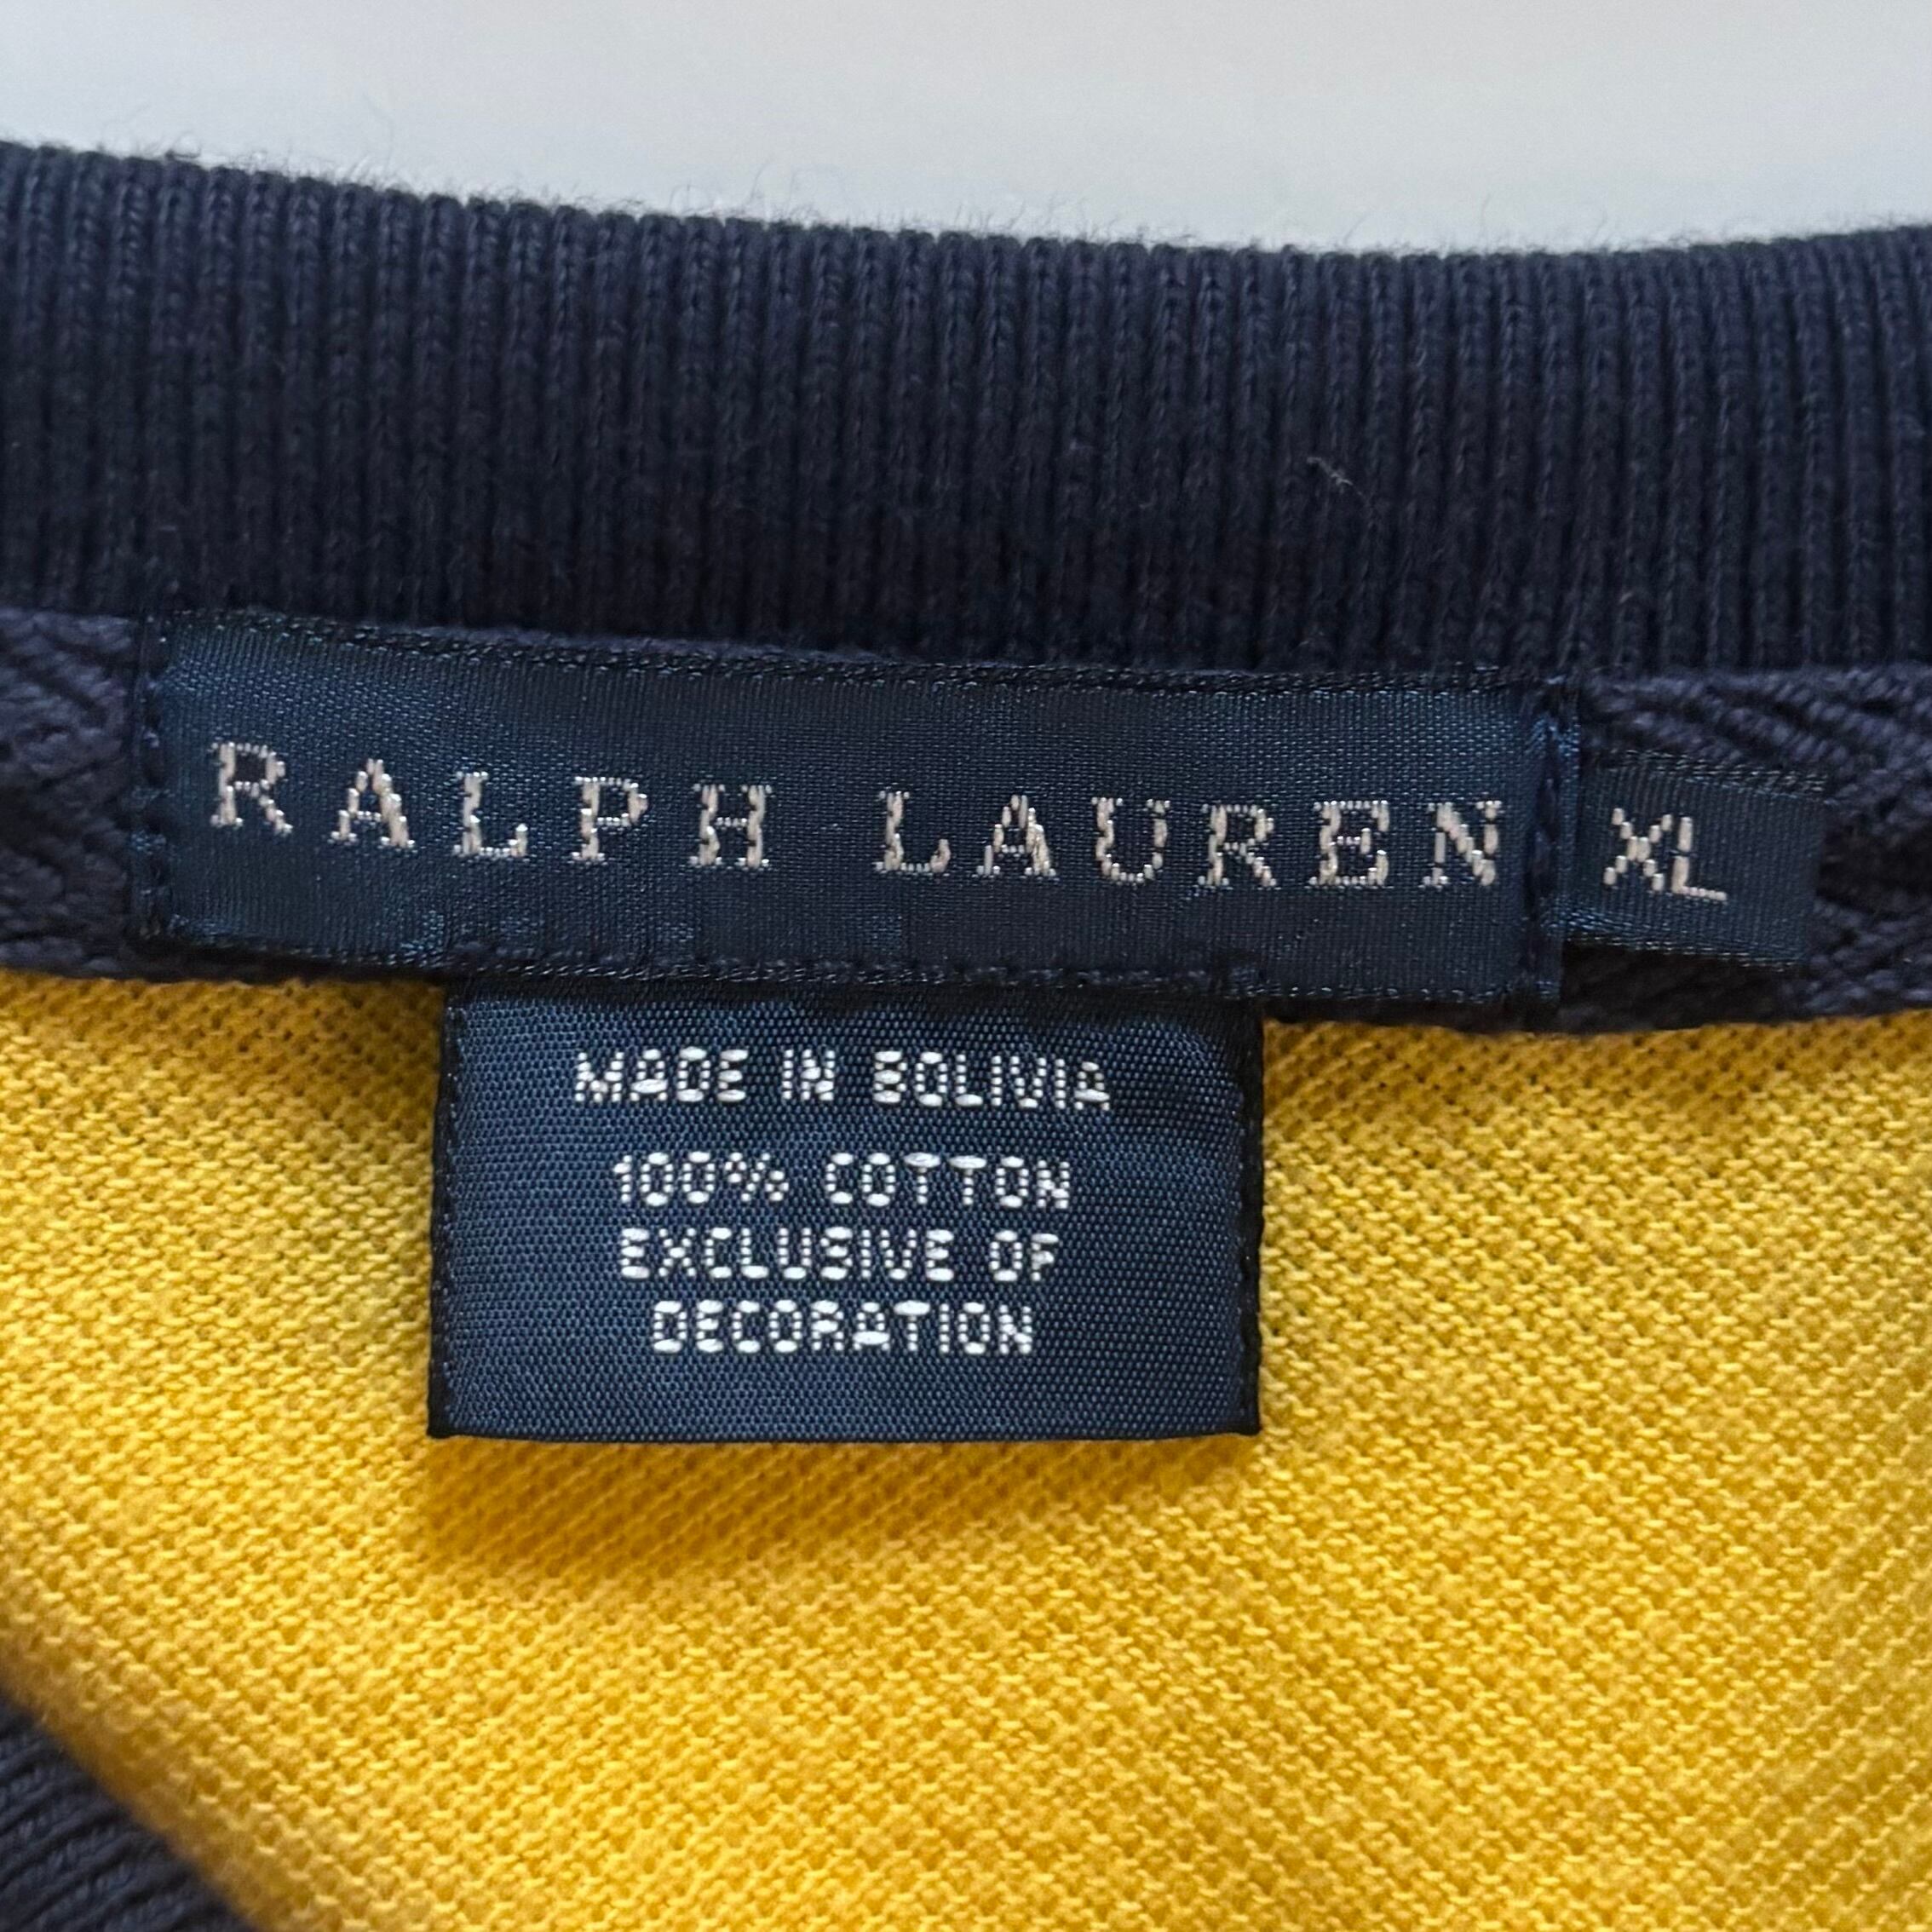 RALPH LAUREN XL
MADE IN BOLIVIA
100% COTTON
EXCLUSIVE OF
DECORATION